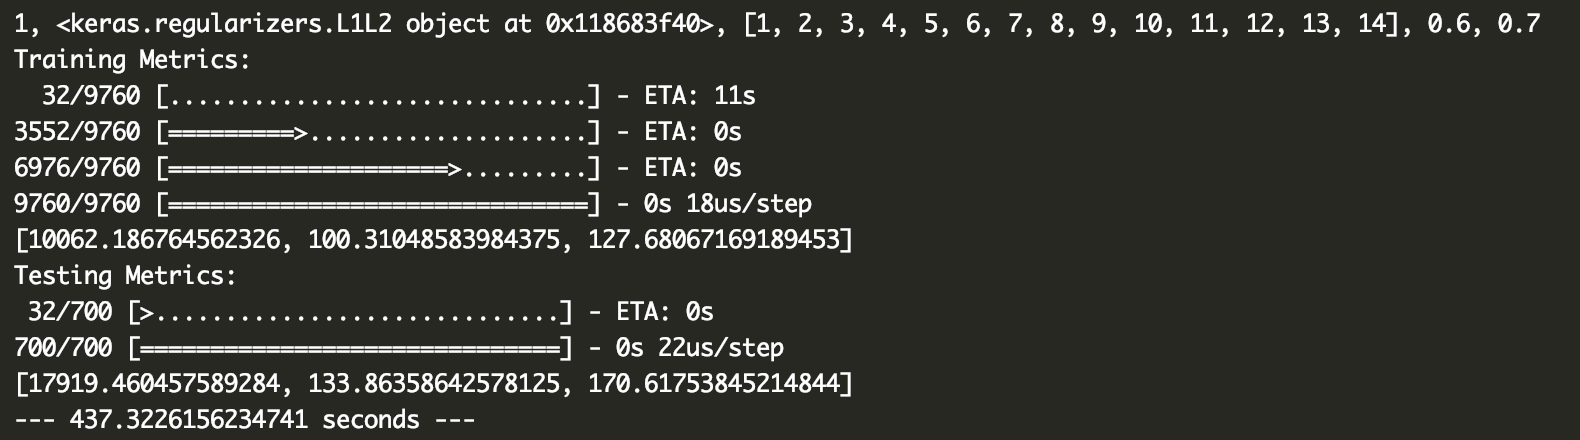 1, <keras.regularizers.L1L2 object at 0x118683f40>, [1, 2, 3, 4, 5, 6, 7, 8, 9, 10, 11, 12, 13, 14], 0.6, 0.7
Training Metrics:
  32/9760 [..............................] - ETA: 11s
3552/9760 [=========>....................] - ETA: 0s
6976/9760 [====================>.........] - ETA: 0s
9760/9760 [==============================] - 0s 18us/step
[10062.186764562326, 100.31048583984375, 127.68067169189453]
Testing Metrics:
 32/700 [>.............................] - ETA: 0s
700/700 [==============================] - 0s 22us/step
[17919.460457589284, 133.86358642578125, 170.61753845214844]
--- 437.3226156234741 seconds ---